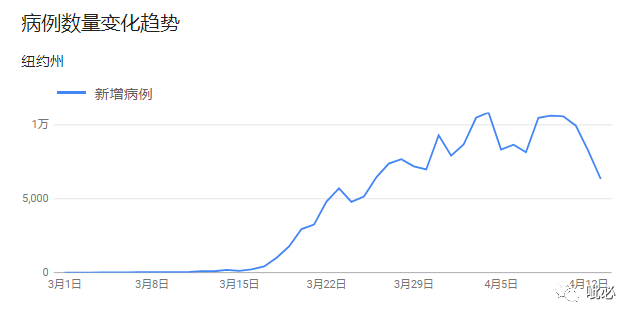 病例数量变化趋势
纽约州
新增病例
1万
5,000
0
3月1日 3月8日 3月15日 3月22日 3月29日 4月5日 4月12日
呲必